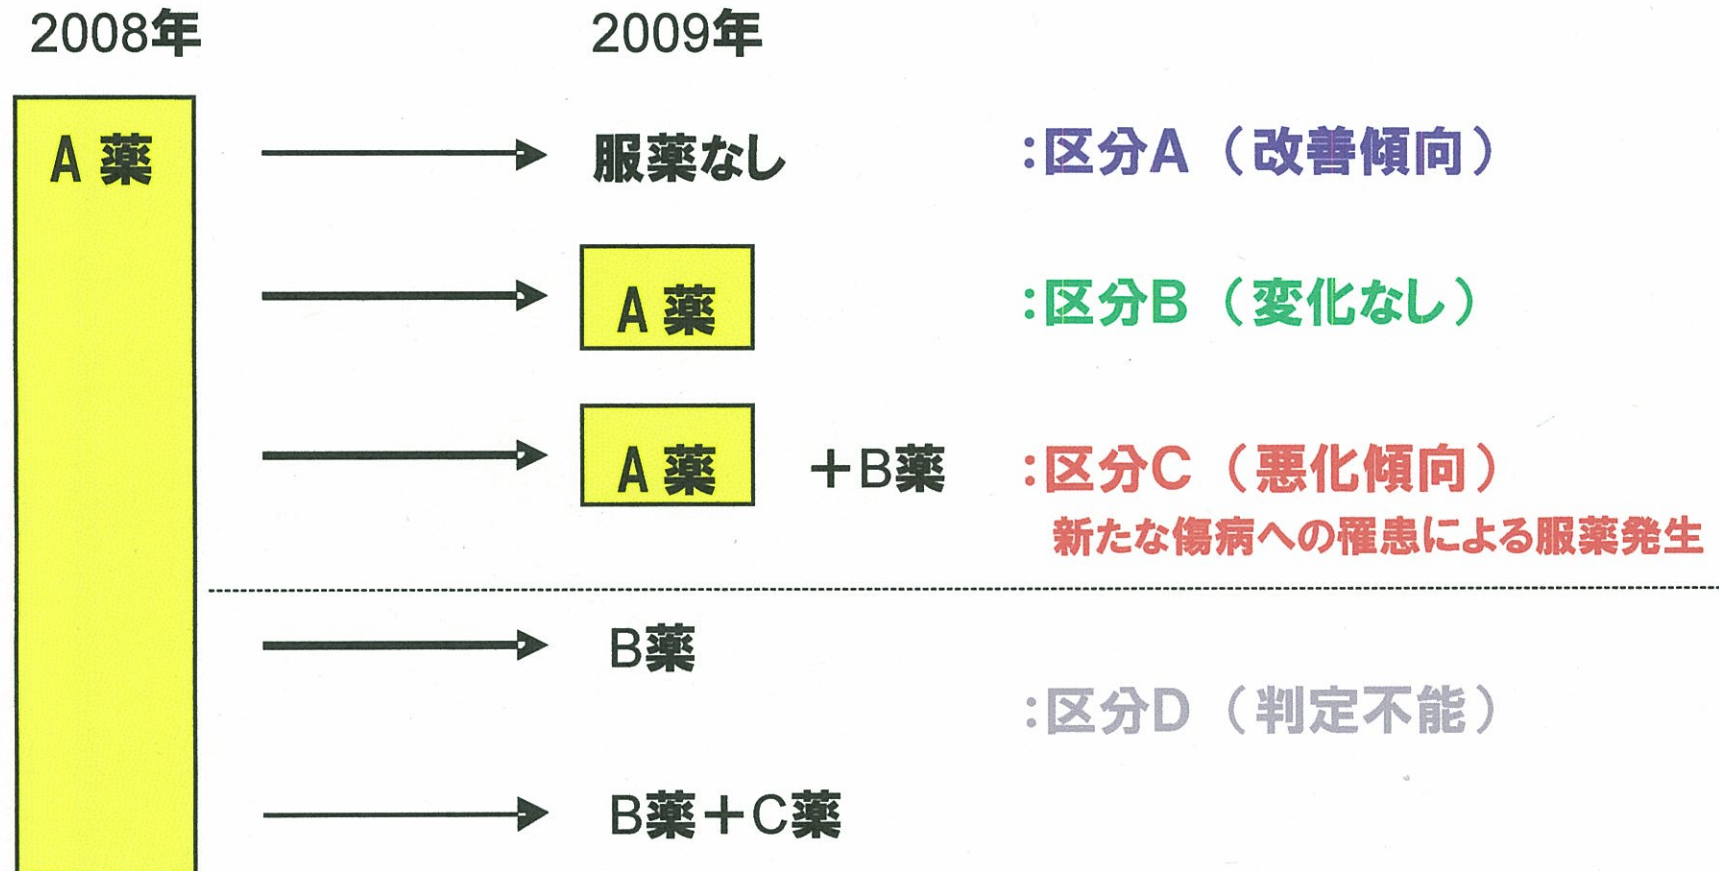 2008年 2009年
A 薬 服薬なし :区分A（改善傾向）
A 薬 :区分B（変化なし）
A 薬 ＋B薬 :区分C（悪化傾向）
新たな傷病への罹患による服薬発生
B薬
:区分D（判定不能）
B薬＋C薬